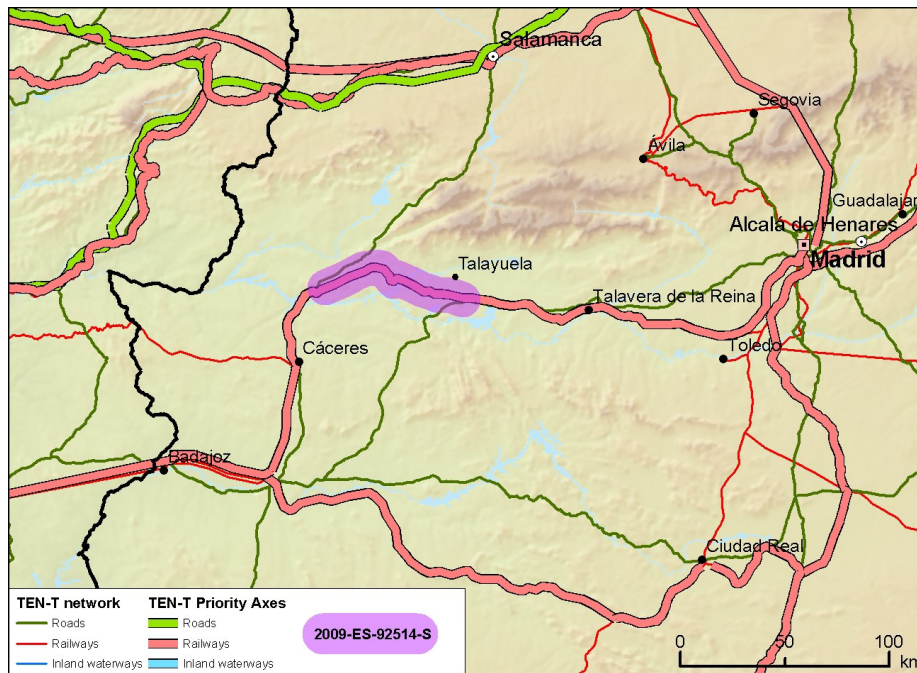 Salamanca
Segovia
Ávila
Guadalajar
Alcalá de Henares
Madrid
Talayuela
Talavera de la Reina
Toledo
Cáceres
Badajoz
Ciudad Real
TEN-T network
Roads
Railways
Inland waterways
TEN-T Priority Axes
Roads
Railways
Inland waterways
2009-ES-92514-S
0 50 100
km